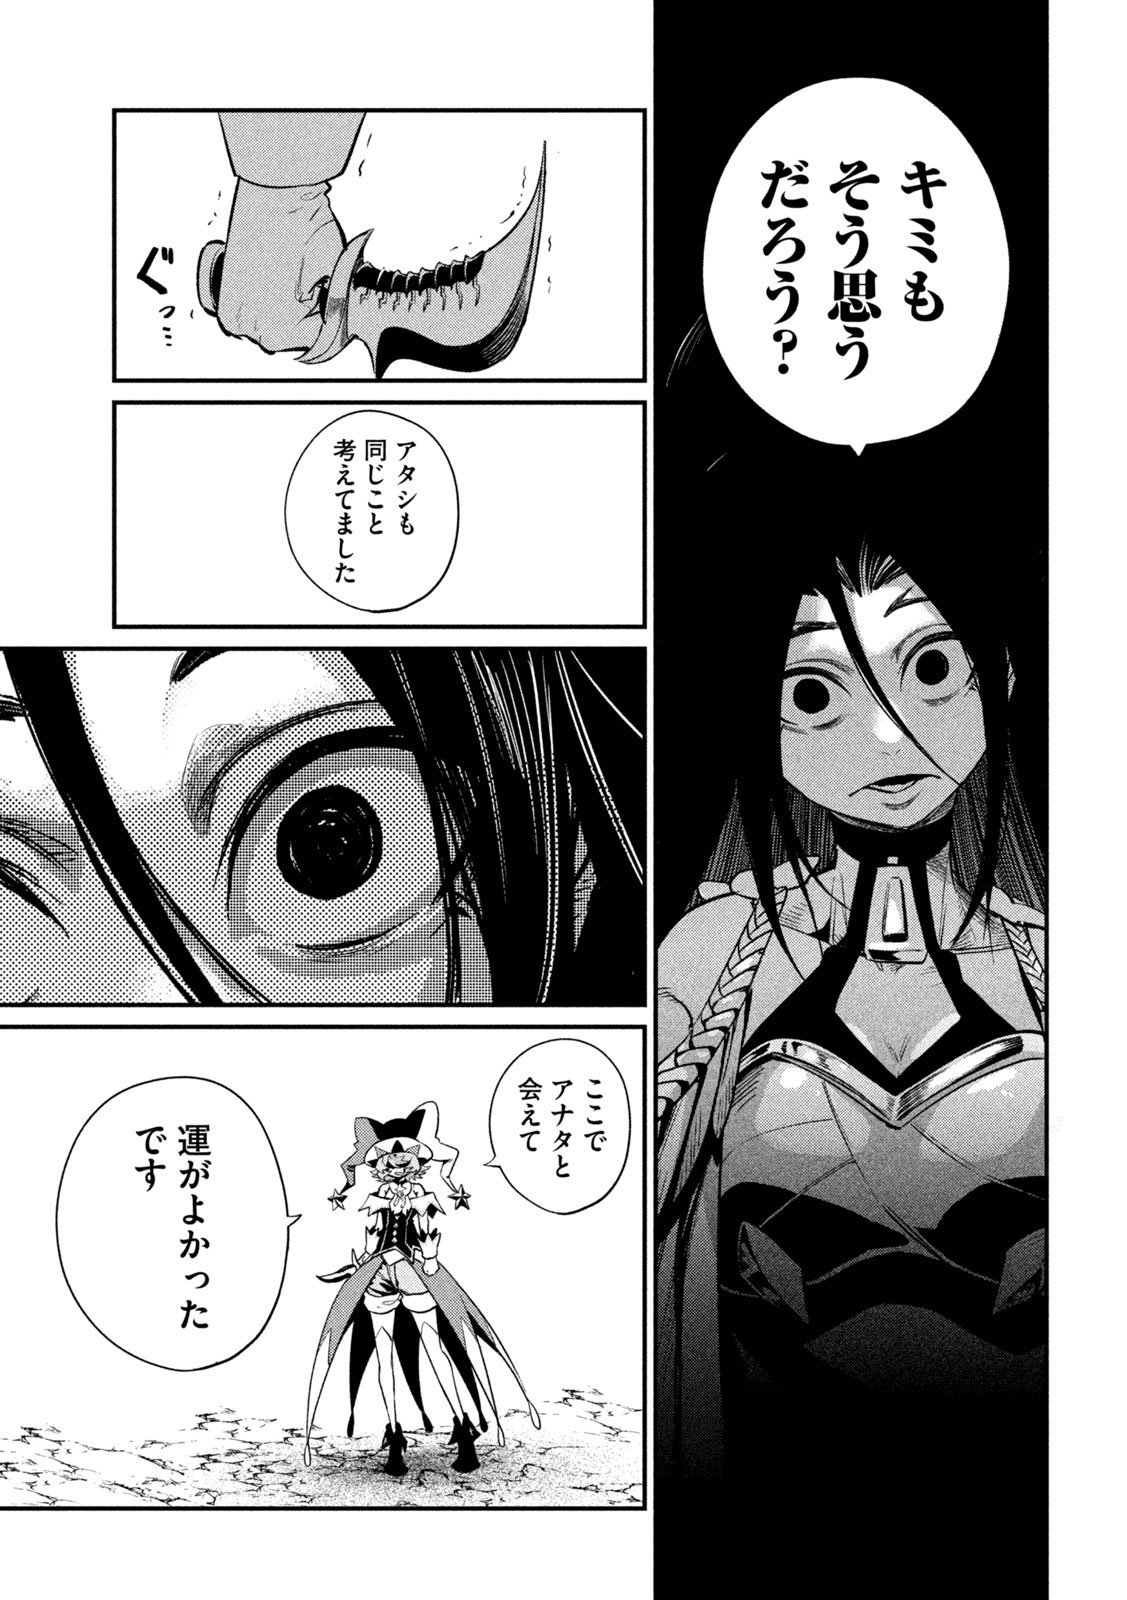 キミも
そう思う
だろう?
ぐっ…
アタシも
同じこと
考えてました
ここで
アナタと
会えて
運がよかった
です